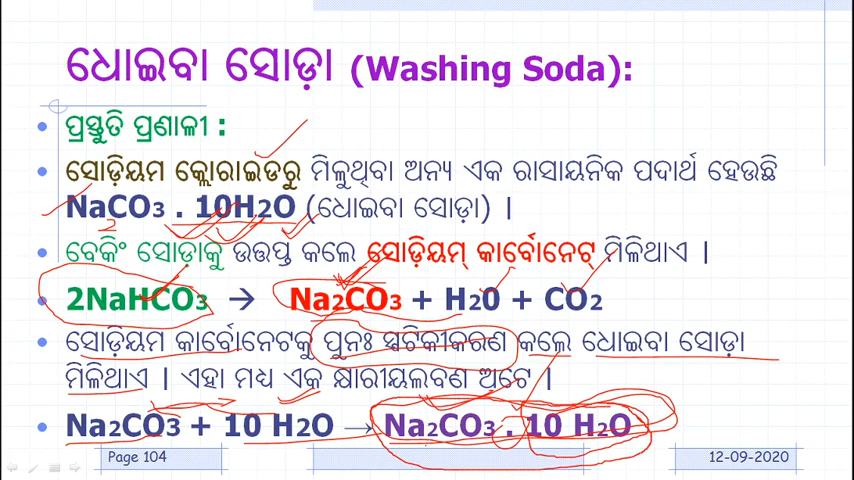 ଧୋଇବା ସୋଡ଼ା (Washing Soda):
ପ୍ରସ୍ତୁତି ପ୍ରଣାଳୀ :
ସୋଡ଼ିୟମ କ୍ଲୋରାଇଡରୁ ମିଳୁଥିବା ଅନ୍ୟ ଏକ ରାସାୟନିକ ପଦାର୍ଥ ହେଉଛି
NaCO₃ . 10H2O (ଧୋଇବା ସୋଡ଼ା) ।
2
ବେକିଂ ସୋଡ଼ାକୁ ଉତ୍ତପ୍ତ କଲେ ସୋଡ଼ିୟମ୍ କାର୍ବୋନେଟ୍ ମିଳିଥାଏ ।
2NaHCO₃ → Na₂CO₃ + H₂0 + CO₂
ସୋଡ଼ିୟମ କାର୍ବୋନେଟକୁ ପୁନଃ ସ୍ଫଟିକୀକରଣ କଲେ ଧୋଇବା ସୋଡ଼ା
ମିଳିଥାଏ । ଏହା ମଧ୍ୟ ଏକ କ୍ଷାରୀୟଲବଣ ଅଟେ ।
Na₂CO₃ + 10 H₂O → Na₂CO₃ . 10 H₂O
Page 104 12-09-2020